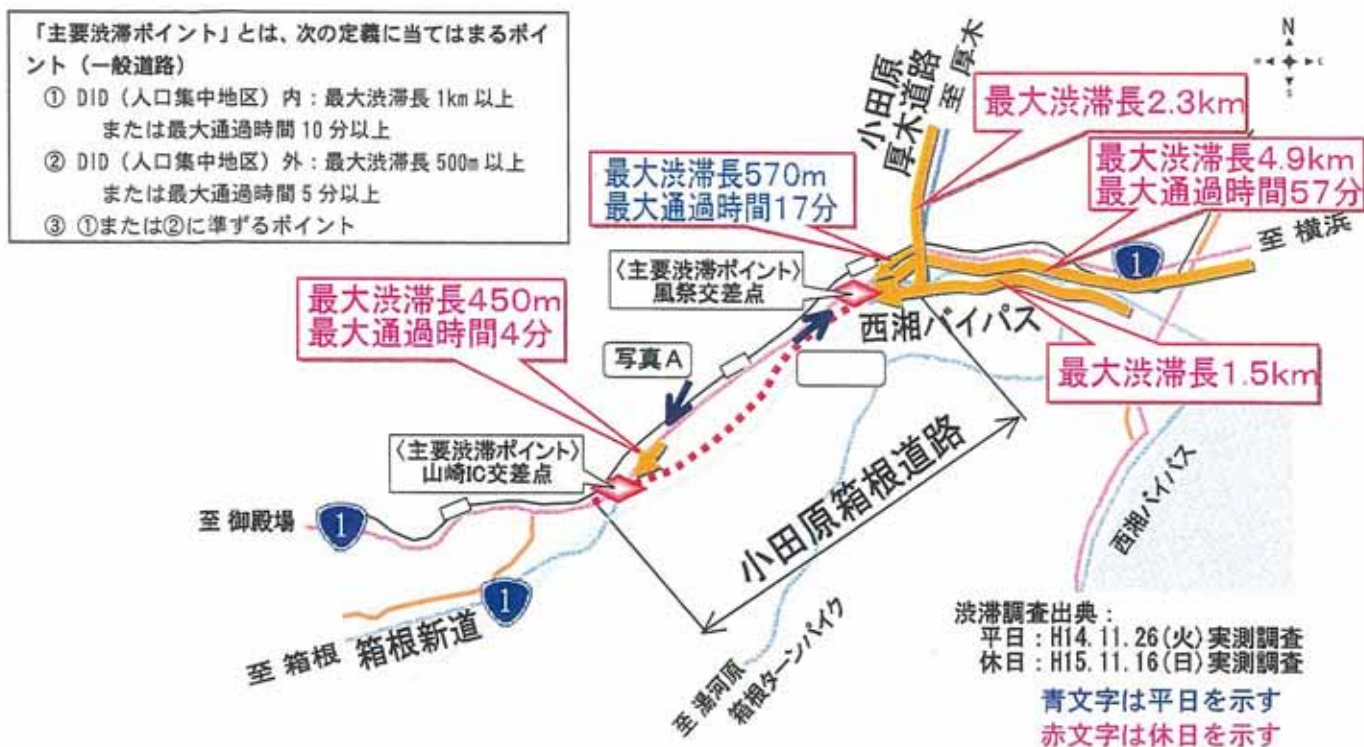 「主要渋滞ポイント」とは、次の定義に当てはまるポイ
ント（一般道路）
① DID（人口集中地区）内：最大渋滞長1km以上
または最大通過時間10分以上
② DID（人口集中地区）外：最大渋滞長500m以上
または最大通過時間5分以上
③ ①または②に準ずるポイント
N
E
S
小田原
厚木道路
至 厚木
最大渋滞長2.3km
最大渋滞長4.9km
最大通過時間57分
最大渋滞長570m
最大通過時間17分
至 横浜
1
〈主要渋滞ポイント〉
風祭交差点
西湘バイパス
最大渋滞長450m
最大通過時間4分
写真A
最大渋滞長1.5km
〈主要渋滞ポイント〉
山崎IC交差点
小田原箱根道路
西湘バイパス
至 御殿場
1
1
至 箱根
箱根新道
至 湯河原
箱根ターンパイク
渋滞調査出典：
平日：H14.11.26(火)実測調査
休日：H15.11.16(日)実測調査
青文字は平日を示す
赤文字は休日を示す